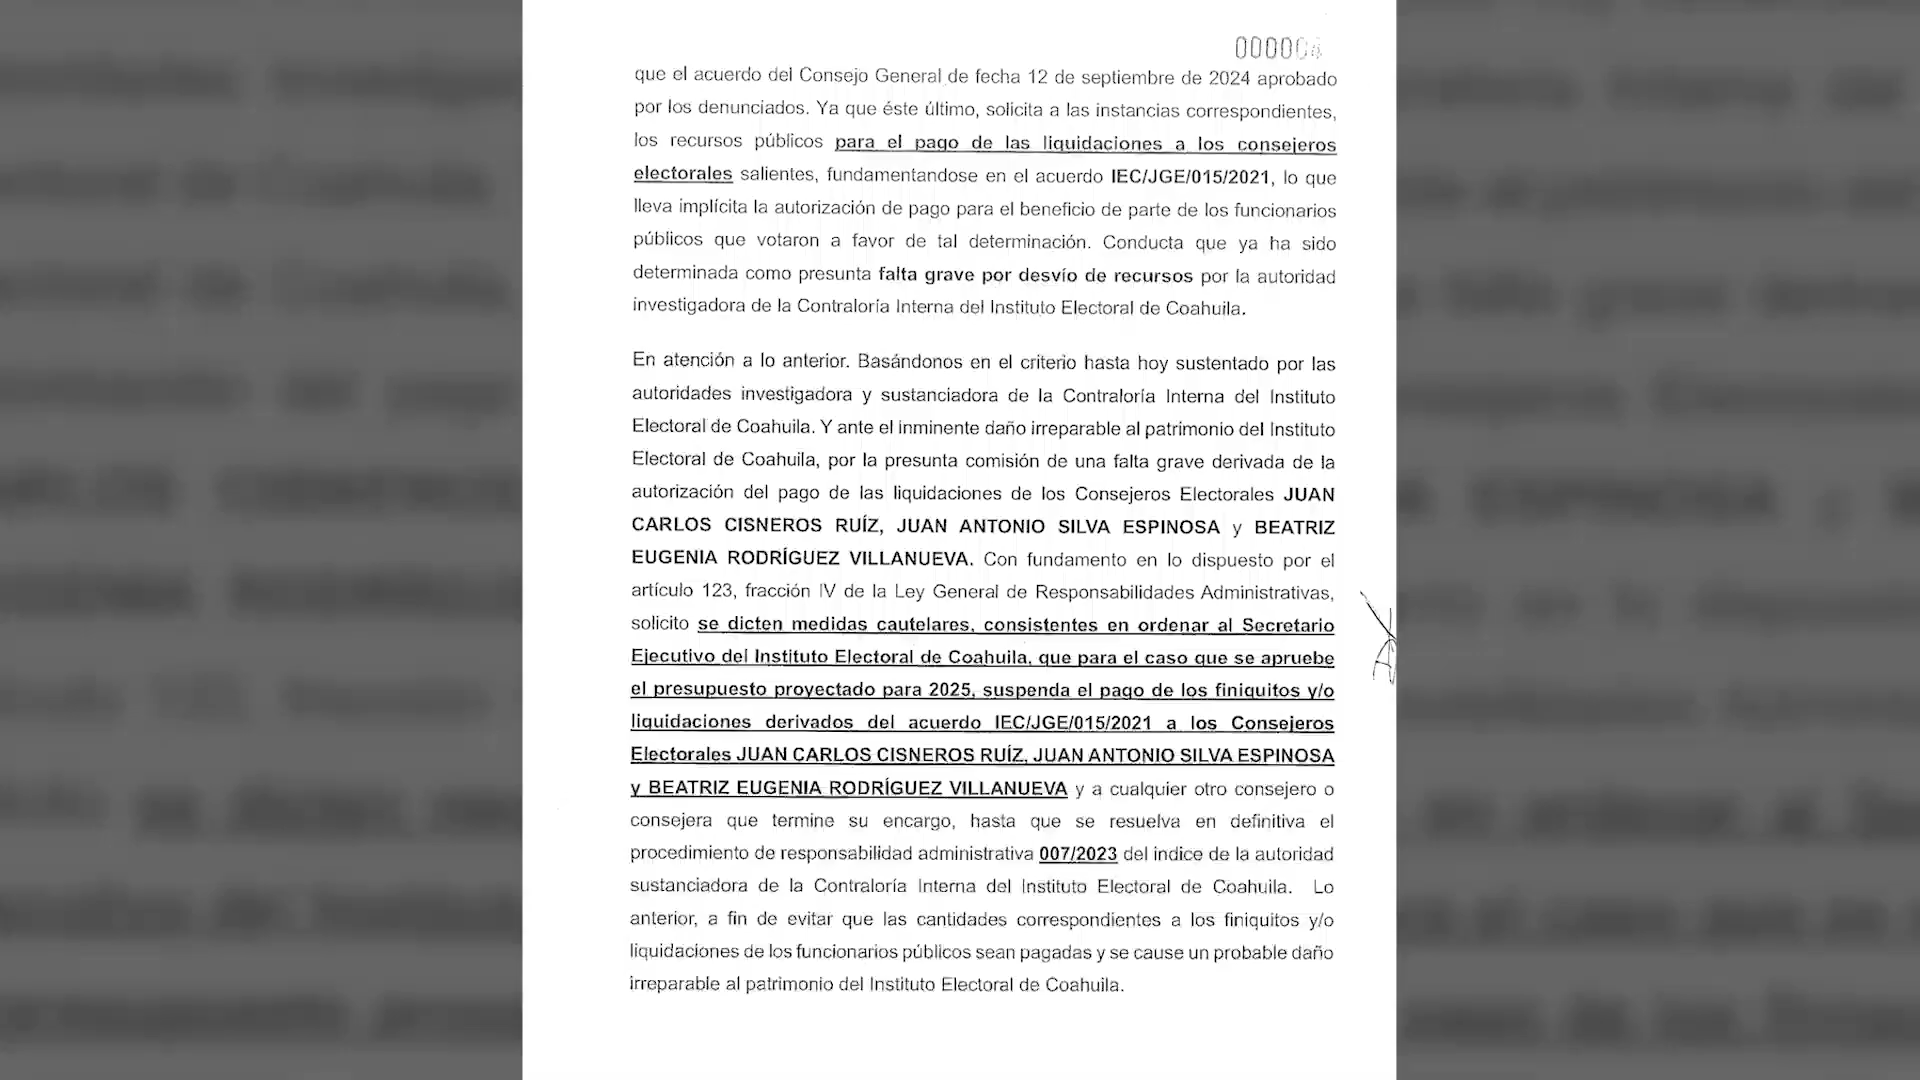 000004
que el acuerdo del Consejo General de fecha 12 de septiembre de 2024 aprobado
por los denunciados. Ya que éste último, solicita a las instancias correspondientes,
los recursos públicos para el pago de las liquidaciones a los consejeros
electorales salientes, fundamentandose en el acuerdo IEC/JGE/015/2021, lo que
lleva implícita la autorización de pago para el beneficio de parte de los funcionarios
públicos que votaron a favor de tal determinación. Conducta que ya ha sido
determinada como presunta falta grave por desvío de recursos por la autoridad
investigadora de la Contraloría Interna del Instituto Electoral de Coahuila.
En atención a lo anterior. Basándonos en el criterio hasta hoy sustentado por las
autoridades investigadora y sustanciadora de la Contraloría Interna del Instituto
Electoral de Coahuila. Y ante el inminente daño irreparable al patrimonio del Instituto
Electoral de Coahuila, por la presunta comisión de una falta grave derivada de la
autorización del pago de las liquidaciones de los Consejeros Electorales JUAN
CARLOS CISNEROS RUÍZ, JUAN ANTONIO SILVA ESPINOSA y BEATRIZ
EUGENIA RODRÍGUEZ VILLANUEVA. Con fundamento en lo dispuesto por el
artículo 123, fracción IV de la Ley General de Responsabilidades Administrativas,
solicito se dicten medidas cautelares, consistentes en ordenar al Secretario
Ejecutivo del Instituto Electoral de Coahuila, que para el caso que se apruebe
el presupuesto proyectado para 2025, suspenda el pago de los finiquitos y/o
liquidaciones derivados del acuerdo IEC/JGE/015/2021 a los Consejeros
Electorales JUAN CARLOS CISNEROS RUÍZ, JUAN ANTONIO SILVA ESPINOSA
y BEATRIZ EUGENIA RODRÍGUEZ VILLANUEVA y a cualquier otro consejero o
consejera que termine su encargo, hasta que se resuelva en definitiva el
procedimiento de responsabilidad administrativa 007/2023 del indice de la autoridad
sustanciadora de la Contraloría Interna del Instituto Electoral de Coahuila. Lo
anterior, a fin de evitar que las cantidades correspondientes a los finiquitos y/o
liquidaciones de los funcionarios públicos sean pagadas y se cause un probable daño
irreparable al patrimonio del Instituto Electoral de Coahuila.